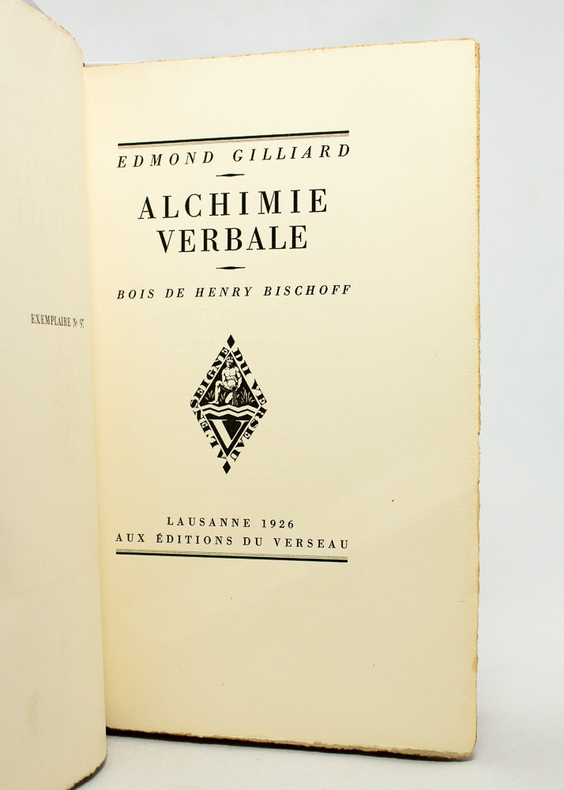 EXEMPLAIRE Nº 97
EDMOND GILLIARD
ALCHIMIE
VERBALE
BOIS DE HENRY BISCHOFF
A L'ENSEIGNE DU VERSEAU
V
LAUSANNE 1926
AUX ÉDITIONS DU VERSEAU